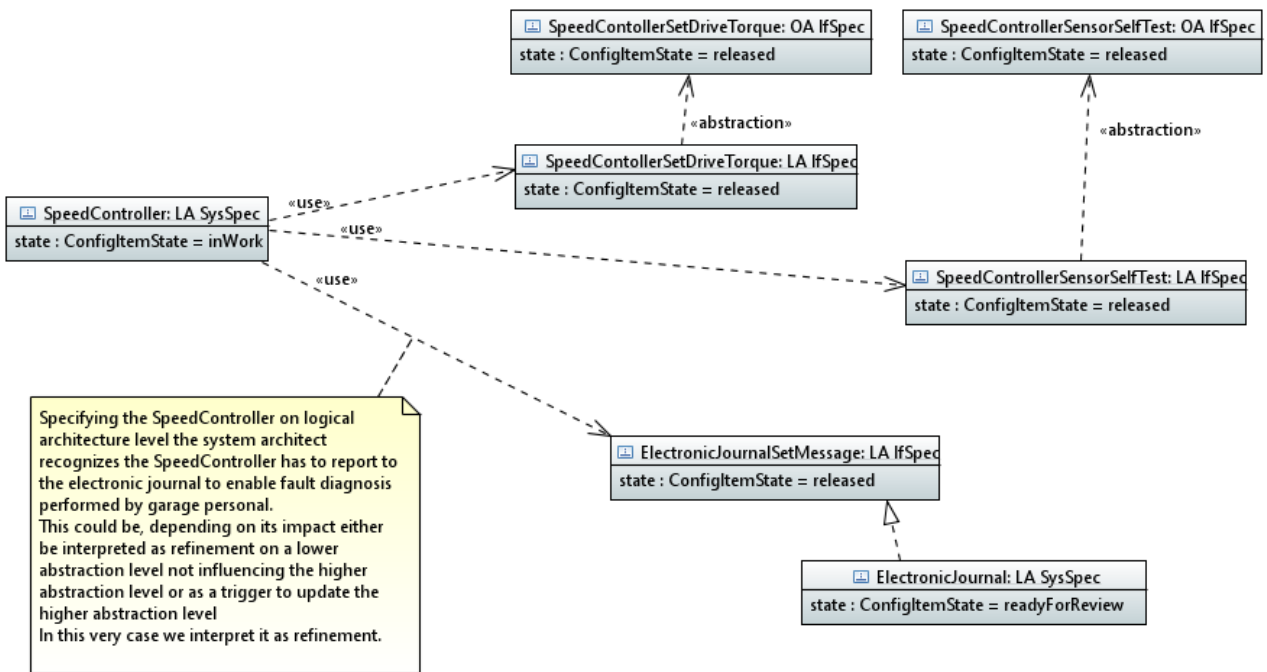 SpeedContollerSetDriveTorque: OA IfSpec
state : ConfigItemState = released
SpeedControllerSensorSelfTest: OA IfSpec
state : ConfigItemState = released
«abstraction»
«abstraction»
SpeedContollerSetDriveTorque: LA IfSpec
state : ConfigItemState = released
SpeedController: LA SysSpec
state : ConfigItemState = inWork
«use»
«use»
«use»
SpeedControllerSensorSelfTest: LA IfSpec
state : ConfigItemState = released
Specifying the SpeedController on logical
architecture level the system architect
recognizes the SpeedController has to report to
the electronic journal to enable fault diagnosis
performed by garage personal.
This could be, depending on its impact either
be interpreted as refinement on a lower
abstraction level not influencing the higher
abstraction level or as a trigger to update the
higher abstraction level
In this very case we interpret it as refinement.
ElectronicJournalSetMessage: LA IfSpec
state : ConfigItemState = released
ElectronicJournal: LA SysSpec
state : ConfigItemState = readyForReview